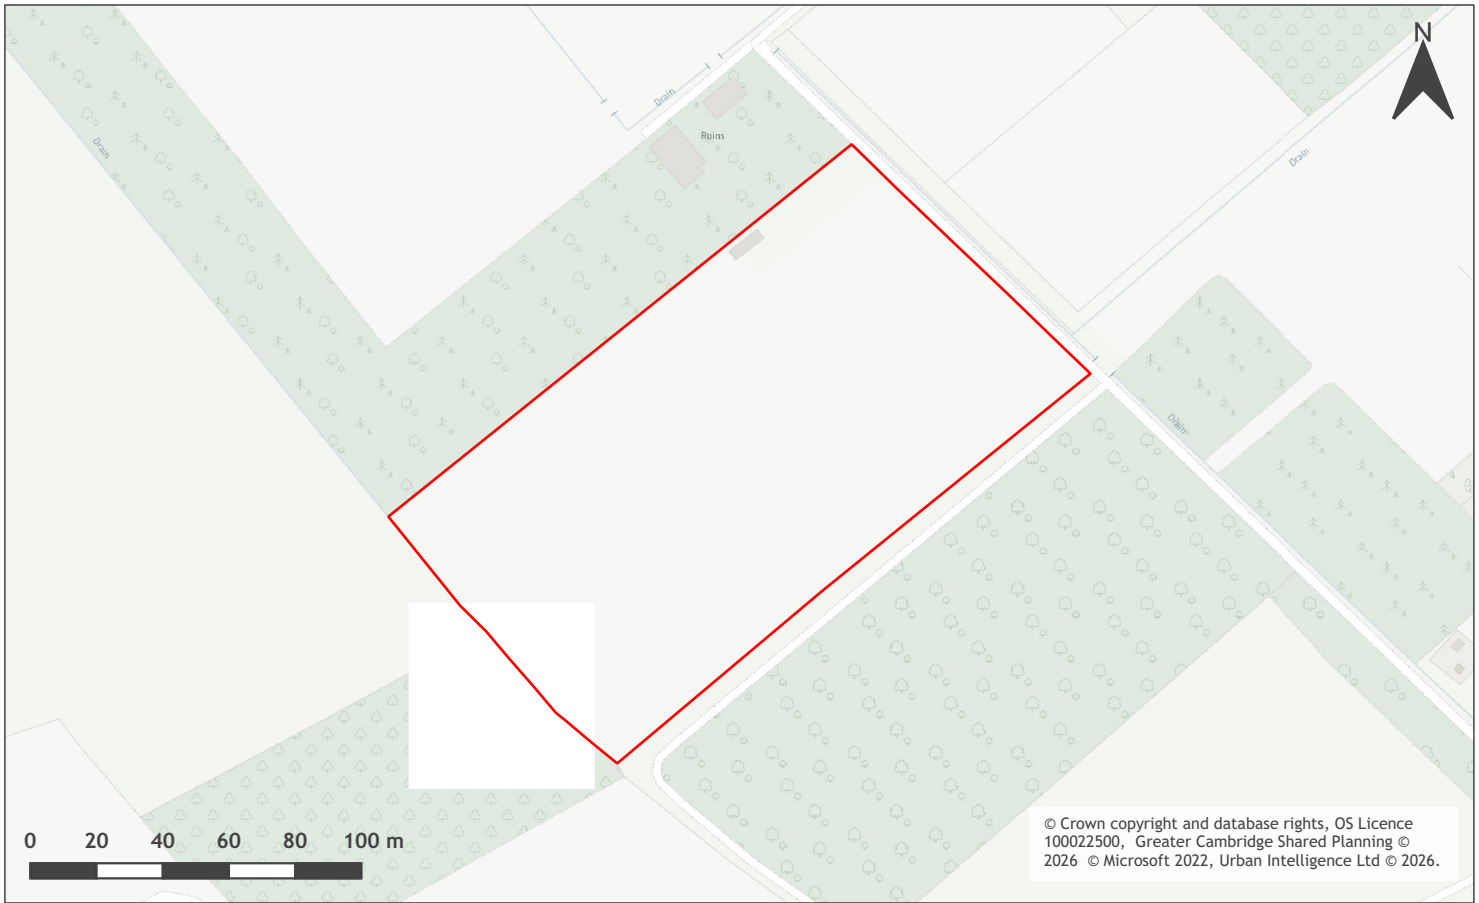 N
Drain
Ruins
Drain
Drain
Drain
0 20 40 60 80 100 m
© Crown copyright and database rights, OS Licence
100022500, Greater Cambridge Shared Planning ©
2026 © Microsoft 2022, Urban Intelligence Ltd © 2026.